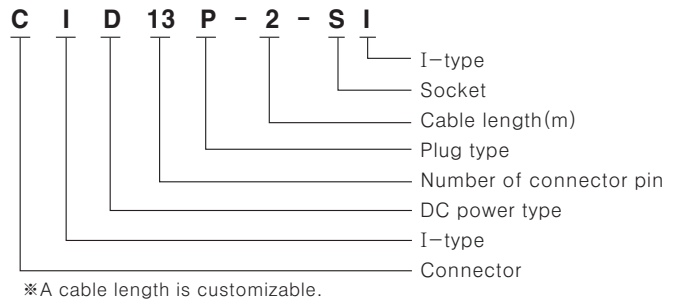 C I D 13 P - 2 - S I
I-type
Socket
Cable length(m)
Plug type
Number of connector pin
DC power type
I-type
Connector
※A cable length is customizable.